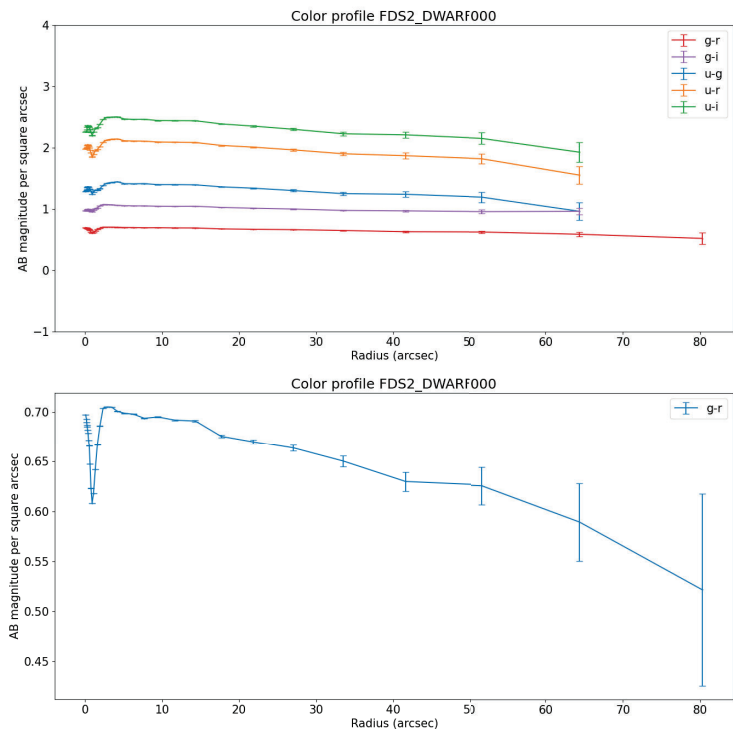 Color profile FDS2_DWARF000
4
3
2
1
0
−1
AB magnitude per square arcsec
g-r
g-i
u-g
u-r
u-i
0 10 20 30 40 50 60 70 80
Radius (arcsec)
Color profile FDS2_DWARF000
0.70
0.65
0.60
0.55
0.50
0.45
AB magnitude per square arcsec
g-r
0 10 20 30 40 50 60 70 80
Radius (arcsec)